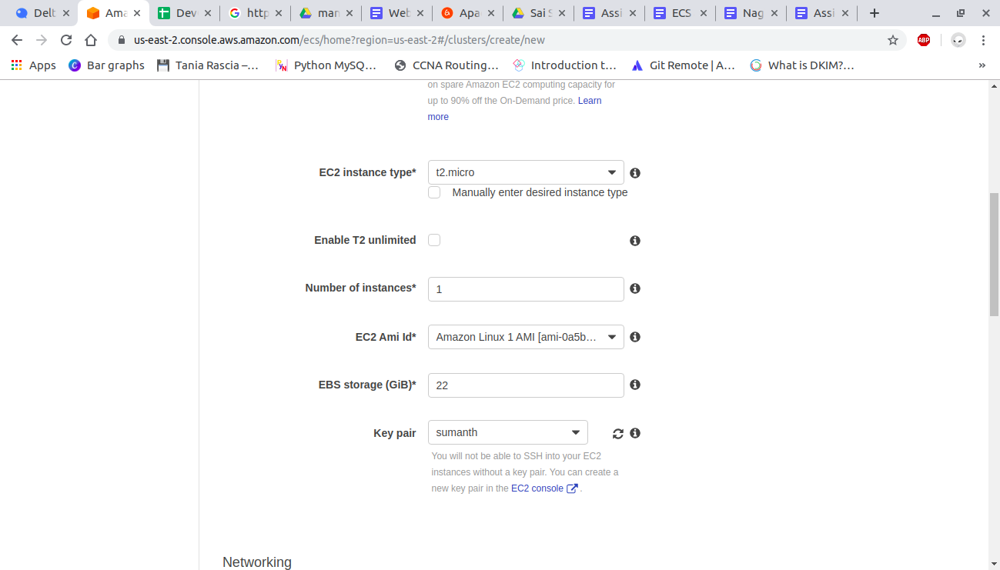 Delt
Ama
Dev
http
man
Web
Apa
Sai S
Assi
ECS
Nag
Assi
us-east-2.console.aws.amazon.com/ecs/home?region=us-east-2#/clusters/create/new
ABP
Apps
Bar graphs
Tania Rascia –…
Python MySQ…
CCNA Routing…
Introduction t…
Git Remote | A…
What is DKIM?…
»
on spare Amazon EC2 computing capacity for
up to 90% off the On-Demand price. Learn
more
EC2 instance type* t2.micro
Manually enter desired instance type
Enable T2 unlimited
Number of instances* 1
EC2 Ami Id* Amazon Linux 1 AMI [ami-0a5b…
EBS storage (GiB)* 22
Key pair sumanth
You will not be able to SSH into your EC2
instances without a key pair. You can create a
new key pair in the EC2 console .
Networking